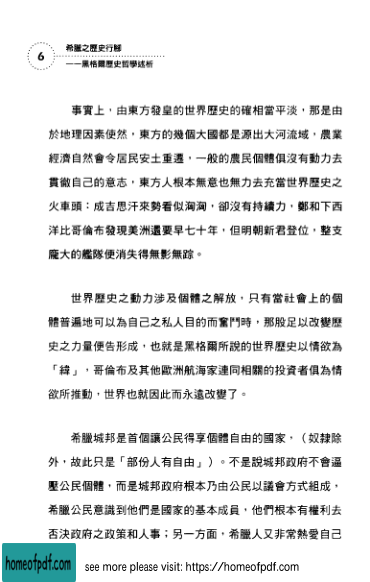 6
希臘之歷史行腳
——黑格爾歷史哲學述析
事實上，由東方發皇的世界歷史的確相當平淡，那是由
於地理因素使然，東方的幾個大國都是源出大河流域，農業
經濟自然會令居民安土重遷，一般的農民個體俱沒有動力去
貫徹自己的意志，東方人根本無意也無力去充當世界歷史之
火車頭：成吉思汗來勢看似洶洶，卻沒有持續力，鄭和下西
洋比哥倫布發現美洲還要早七十年，但明朝新君登位，整支
龐大的艦隊便消失得無影無踪。
世界歷史之動力涉及個體之解放，只有當社會上的個
體普遍地可以為自己之私人目的而奮鬥時，那股足以改變歷
史之力量便告形成，也就是黑格爾所說的世界歷史以情欲為
「緯」，哥倫布及其他歐洲航海家連同相關的投資者俱為情
欲所推動，世界也就因此而永遠改變了。
希臘城邦是首個讓公民得享個體自由的國家，（奴隸除
外，故此只是「部份人有自由」）。不是說城邦政府不會逼
壓公民個體，而是城邦政府根本乃由公民以議會方式組成，
希臘公民意識到他們是國家的基本成員，他們根本有權利去
否決政府之政策和人事；另一方面，希臘人又非常熱愛自己
homeofpdf.com
see more please visit: https://homeofpdf.com